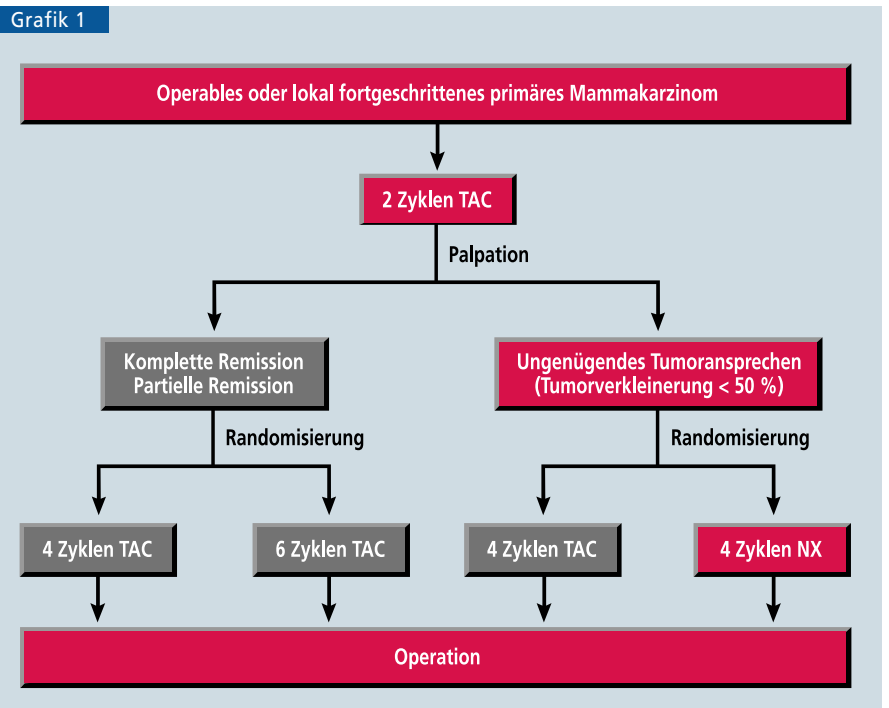 Grafik 1
Operables oder lokal fortgeschrittenes primäres Mammakarzinom
2 Zyklen TAC
Palpation
Komplette Remission
Partielle Remission
Ungenügendes Tumoransprechen
(Tumorverkleinerung < 50 %)
Randomisierung
Randomisierung
4 Zyklen TAC
6 Zyklen TAC
4 Zyklen TAC
4 Zyklen NX
Operation